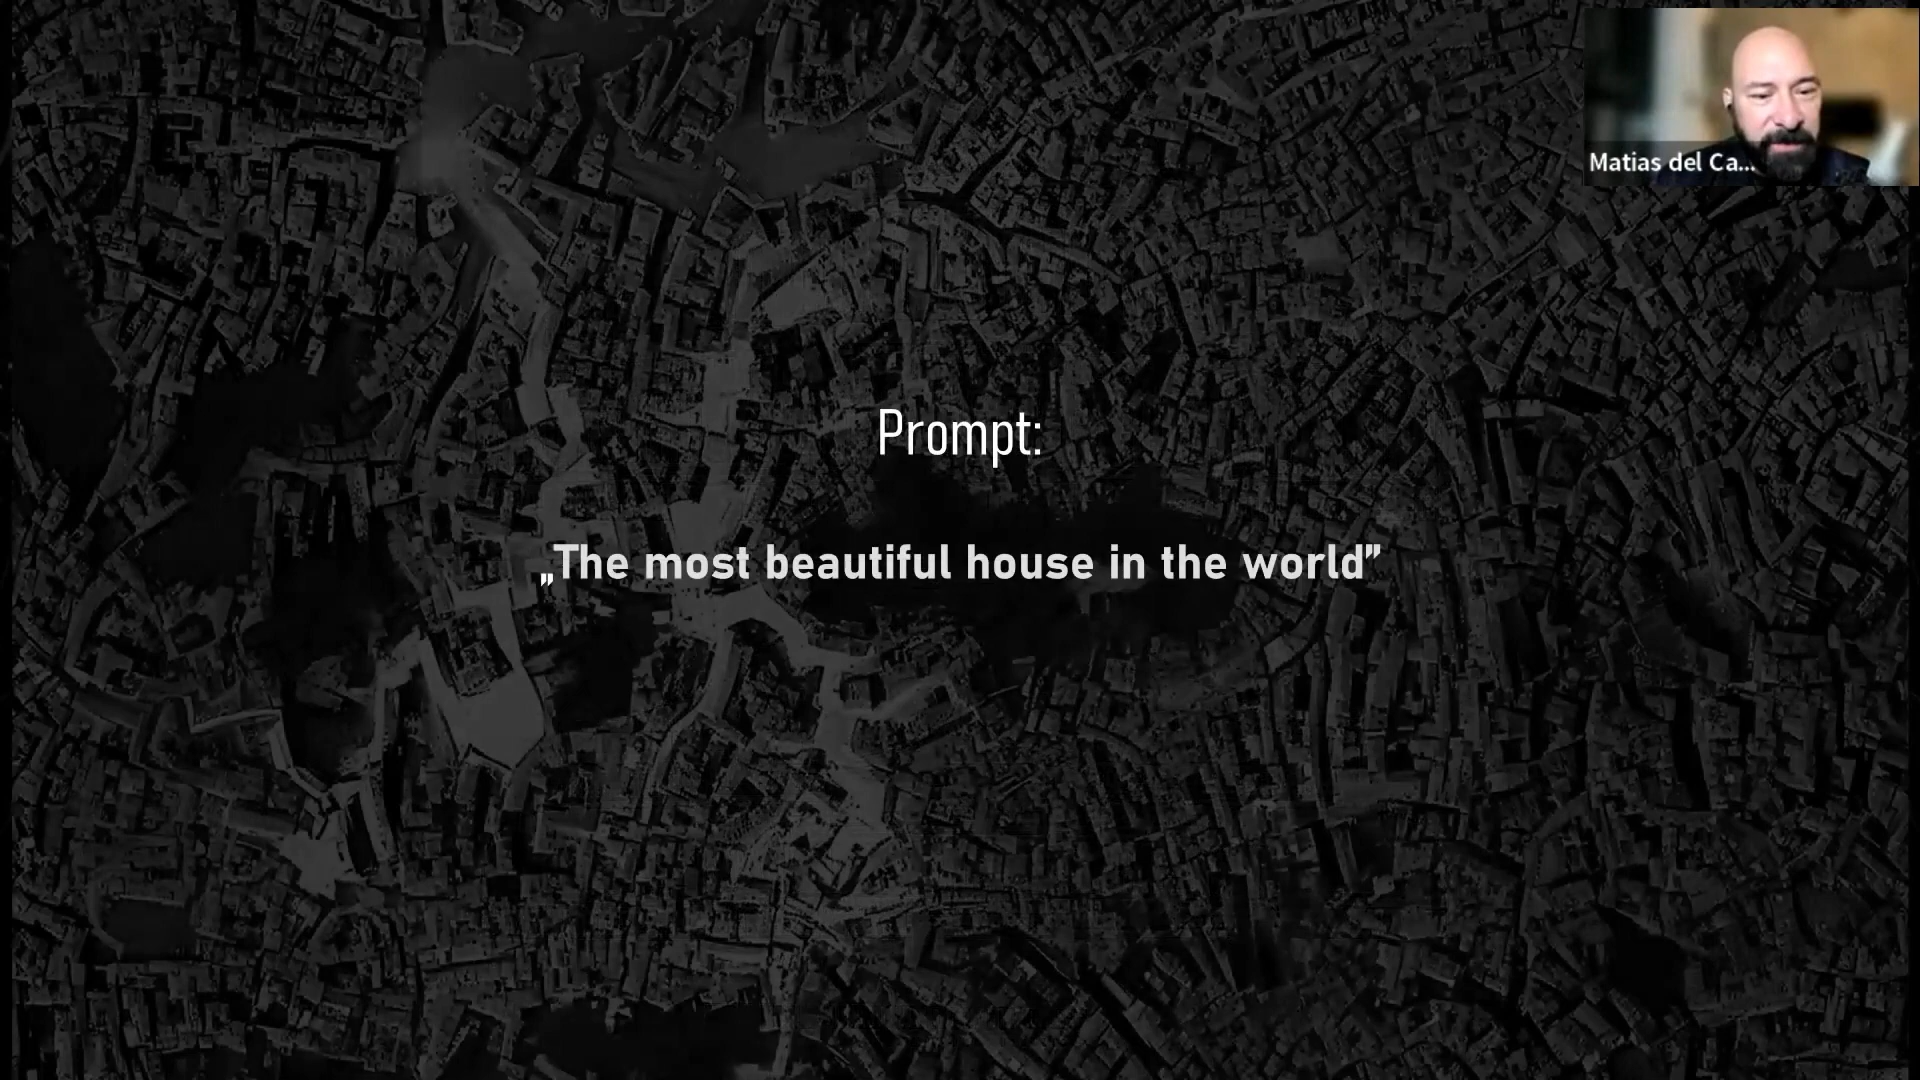 Matias del Ca...
Prompt:
„The most beautiful house in the world”